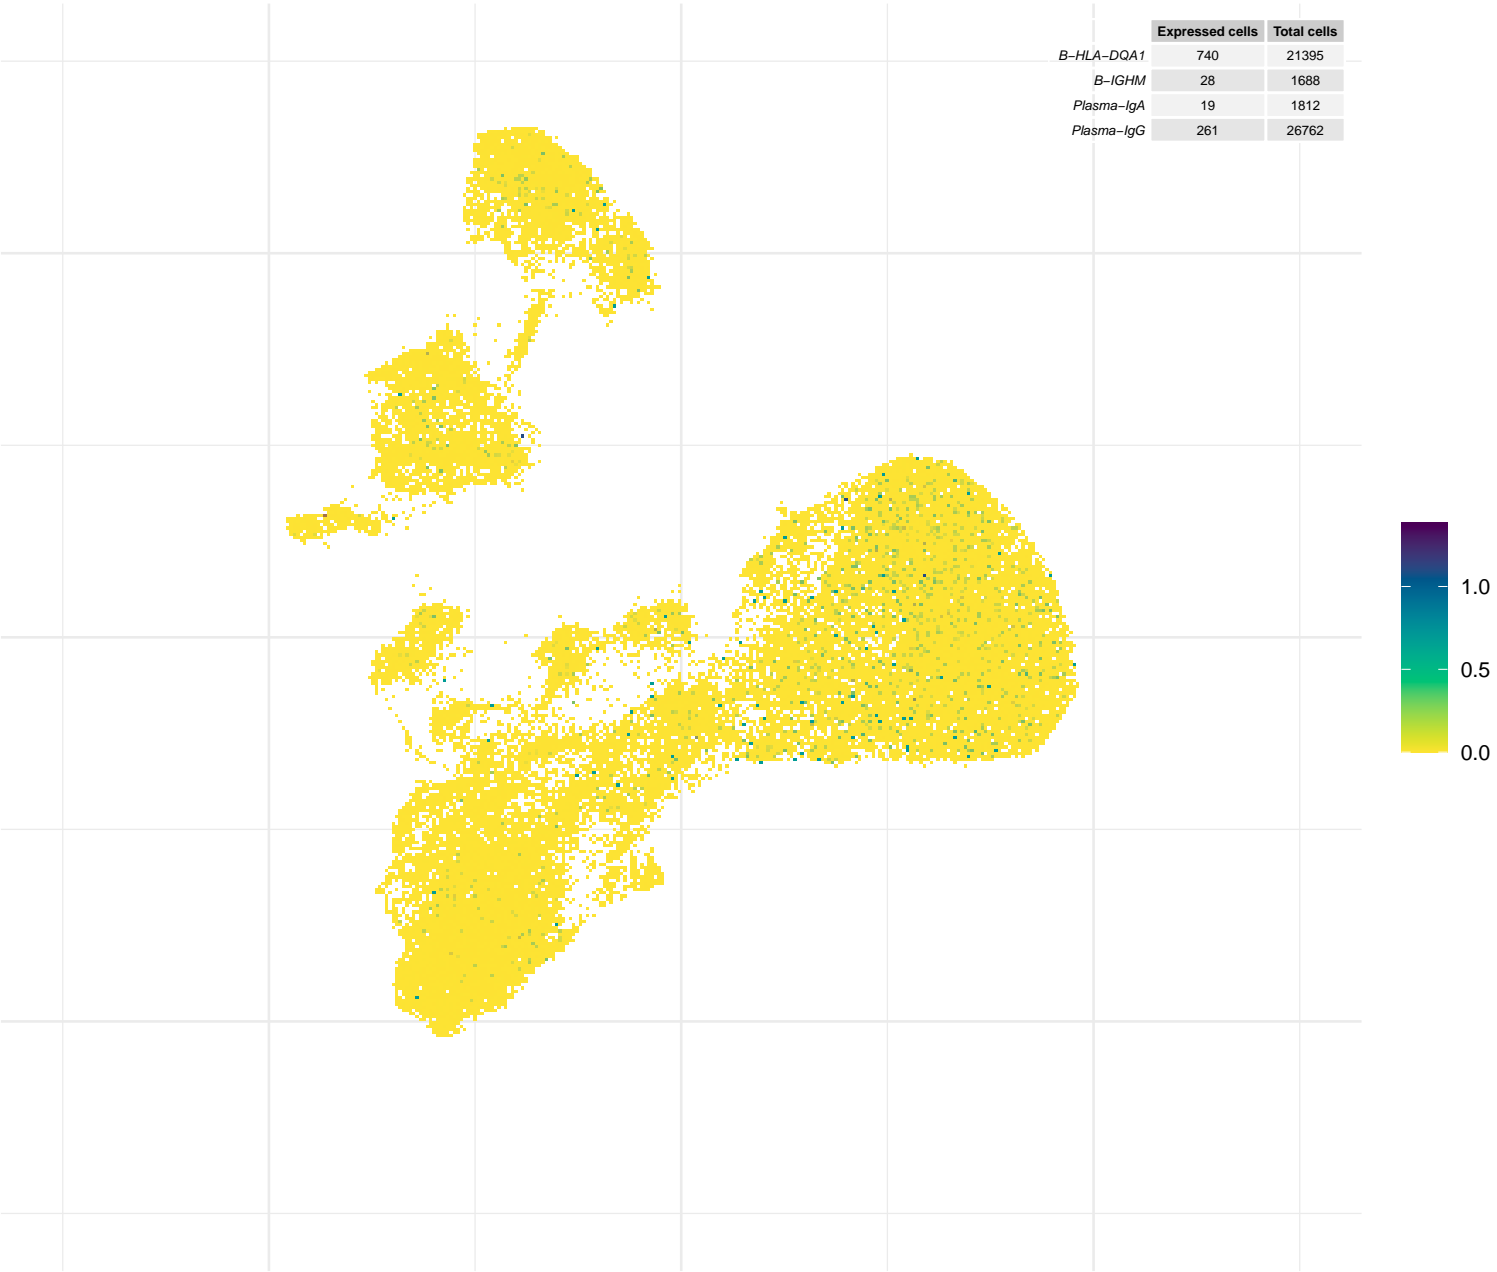 Expressed cells Total cells
B-HLA-DQA1 740 21395
B-IGHM 28 1688
Plasma-IgA 19 1812
Plasma-IgG 261 26762
1.0
0.5
0.0